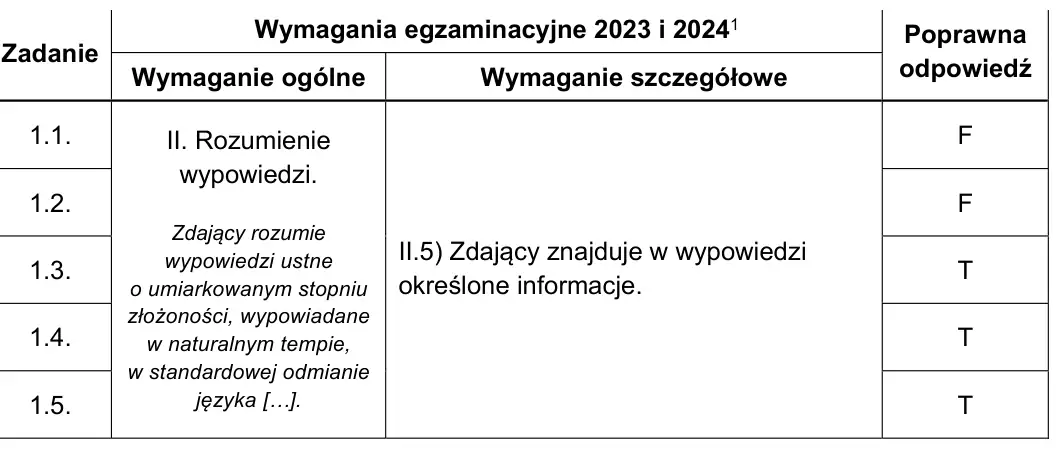 Zadanie
Wymagania egzaminacyjne 2023 i 2024¹
Poprawna
odpowiedź
Wymaganie ogólne
Wymaganie szczegółowe
1.1.
II. Rozumienie
wypowiedzi.
Zdający rozumie
wypowiedzi ustne
o umiarkowanym stopniu
złożoności, wypowiadane
w naturalnym tempie,
w standardowej odmianie
języka […].
II.5) Zdający znajduje w wypowiedzi
określone informacje.
F
1.2.
F
1.3.
T
1.4.
T
1.5.
T